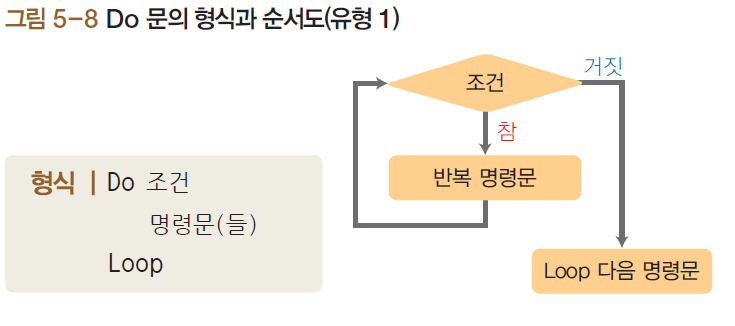 그림 5-8 Do 문의 형식과 순서도(유형 1)
형식 | Do 조건
명령문(들)
Loop
조건
거짓
참
반복 명령문
Loop 다음 명령문